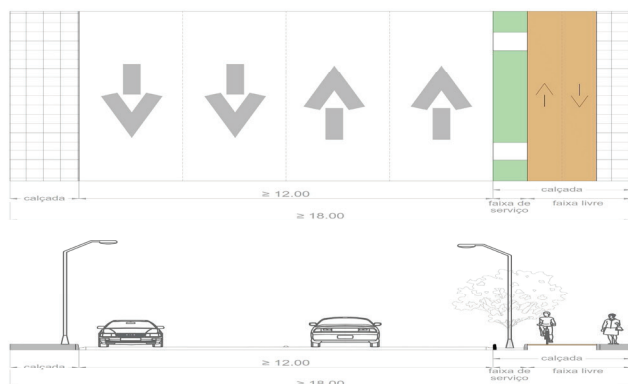 calçada
≥ 12.00
calçada
≥ 18.00
faixa de
serviço
faixa livre
calçada
≥ 12.00
calçada
faixa de
serviço
faixa livre
≥ 18.00